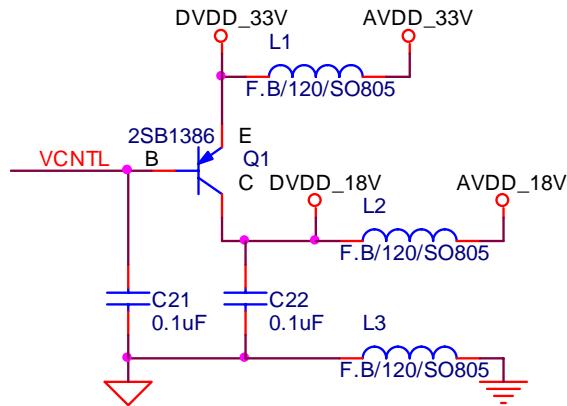 DVDD_33V
AVDD_33V
L1
F.B/120/SO805
2SB1386
E
VCNTL
B
Q1
C
DVDD_18V
AVDD_18V
L2
F.B/120/SO805
C21
0.1uF
C22
0.1uF
L3
F.B/120/SO805